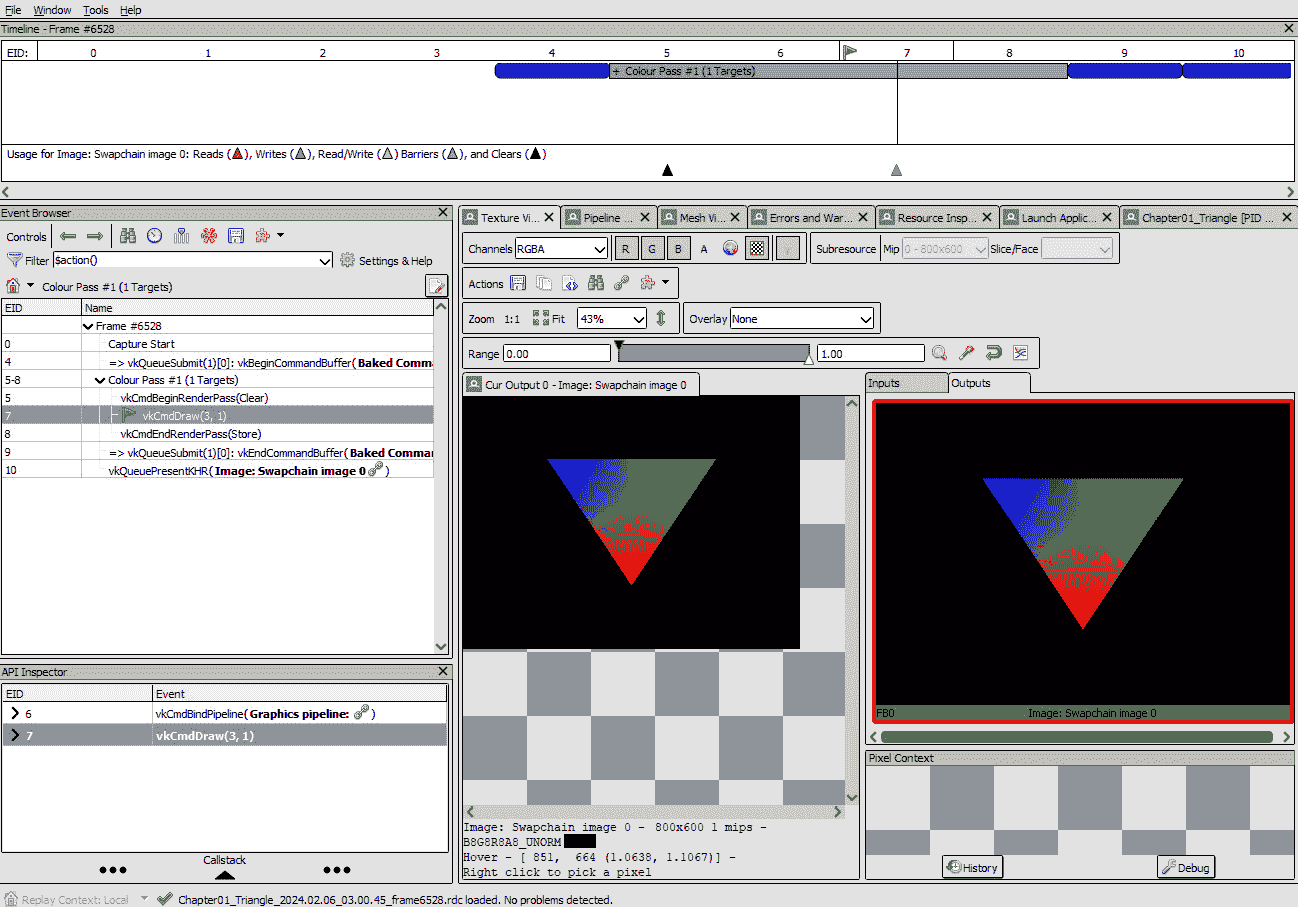 File Window Tools Help
Timeline - Frame #6528
EID: 0 1 2 3 4 5 6 7 8 9 10
+ Colour Pass #1 (1 Targets)
Usage for Image: Swapchain image 0: Reads ( ), Writes ( ), Read/Write ( ) Barriers ( ), and Clears ( )
Event Browser
Controls
Filter $action() Settings & Help
Colour Pass #1 (1 Targets)
EID Name
Frame #6528
0 Capture Start
4 => vkQueueSubmit(1)[0]: vkBeginCommandBuffer( Baked Comma
5-8 Colour Pass #1 (1 Targets)
5 vkCmdBeginRenderPass(Clear)
7 vkCmdDraw(3, 1)
8 vkCmdEndRenderPass(Store)
9 => vkQueueSubmit(1)[0]: vkEndCommandBuffer( Baked Comma
10 vkQueuePresentKHR( Image: Swapchain image 0 )
API Inspector
EID Event
6 vkCmdBindPipeline( Graphics pipeline: )
7 vkCmdDraw(3, 1)
Callstack
Texture Vi... Pipeline ... Mesh Vi... Errors and War... Resource Insp... Launch Applic... Chapter01_Triangle [PID ...
Channels RGBA R G B A Subresource Mip 0 - 800x600 Slice/Face
Actions
Zoom 1:1 Fit 43% Overlay None
Range 0.00 1.00
Cur Output 0 - Image: Swapchain image 0
Inputs Outputs
FB0 Image: Swapchain image 0
Pixel Context
History Debug
Image: Swapchain image 0 - 800x600 1 mips -
B8G8R8A8_UNORM
Hover - [ 851, 664 (1.0638, 1.1067)] -
Right click to pick a pixel
Replay Context: Local Chapter01_Triangle_2024.02.06_03.00.45_frame6528.rdc loaded. No problems detected.